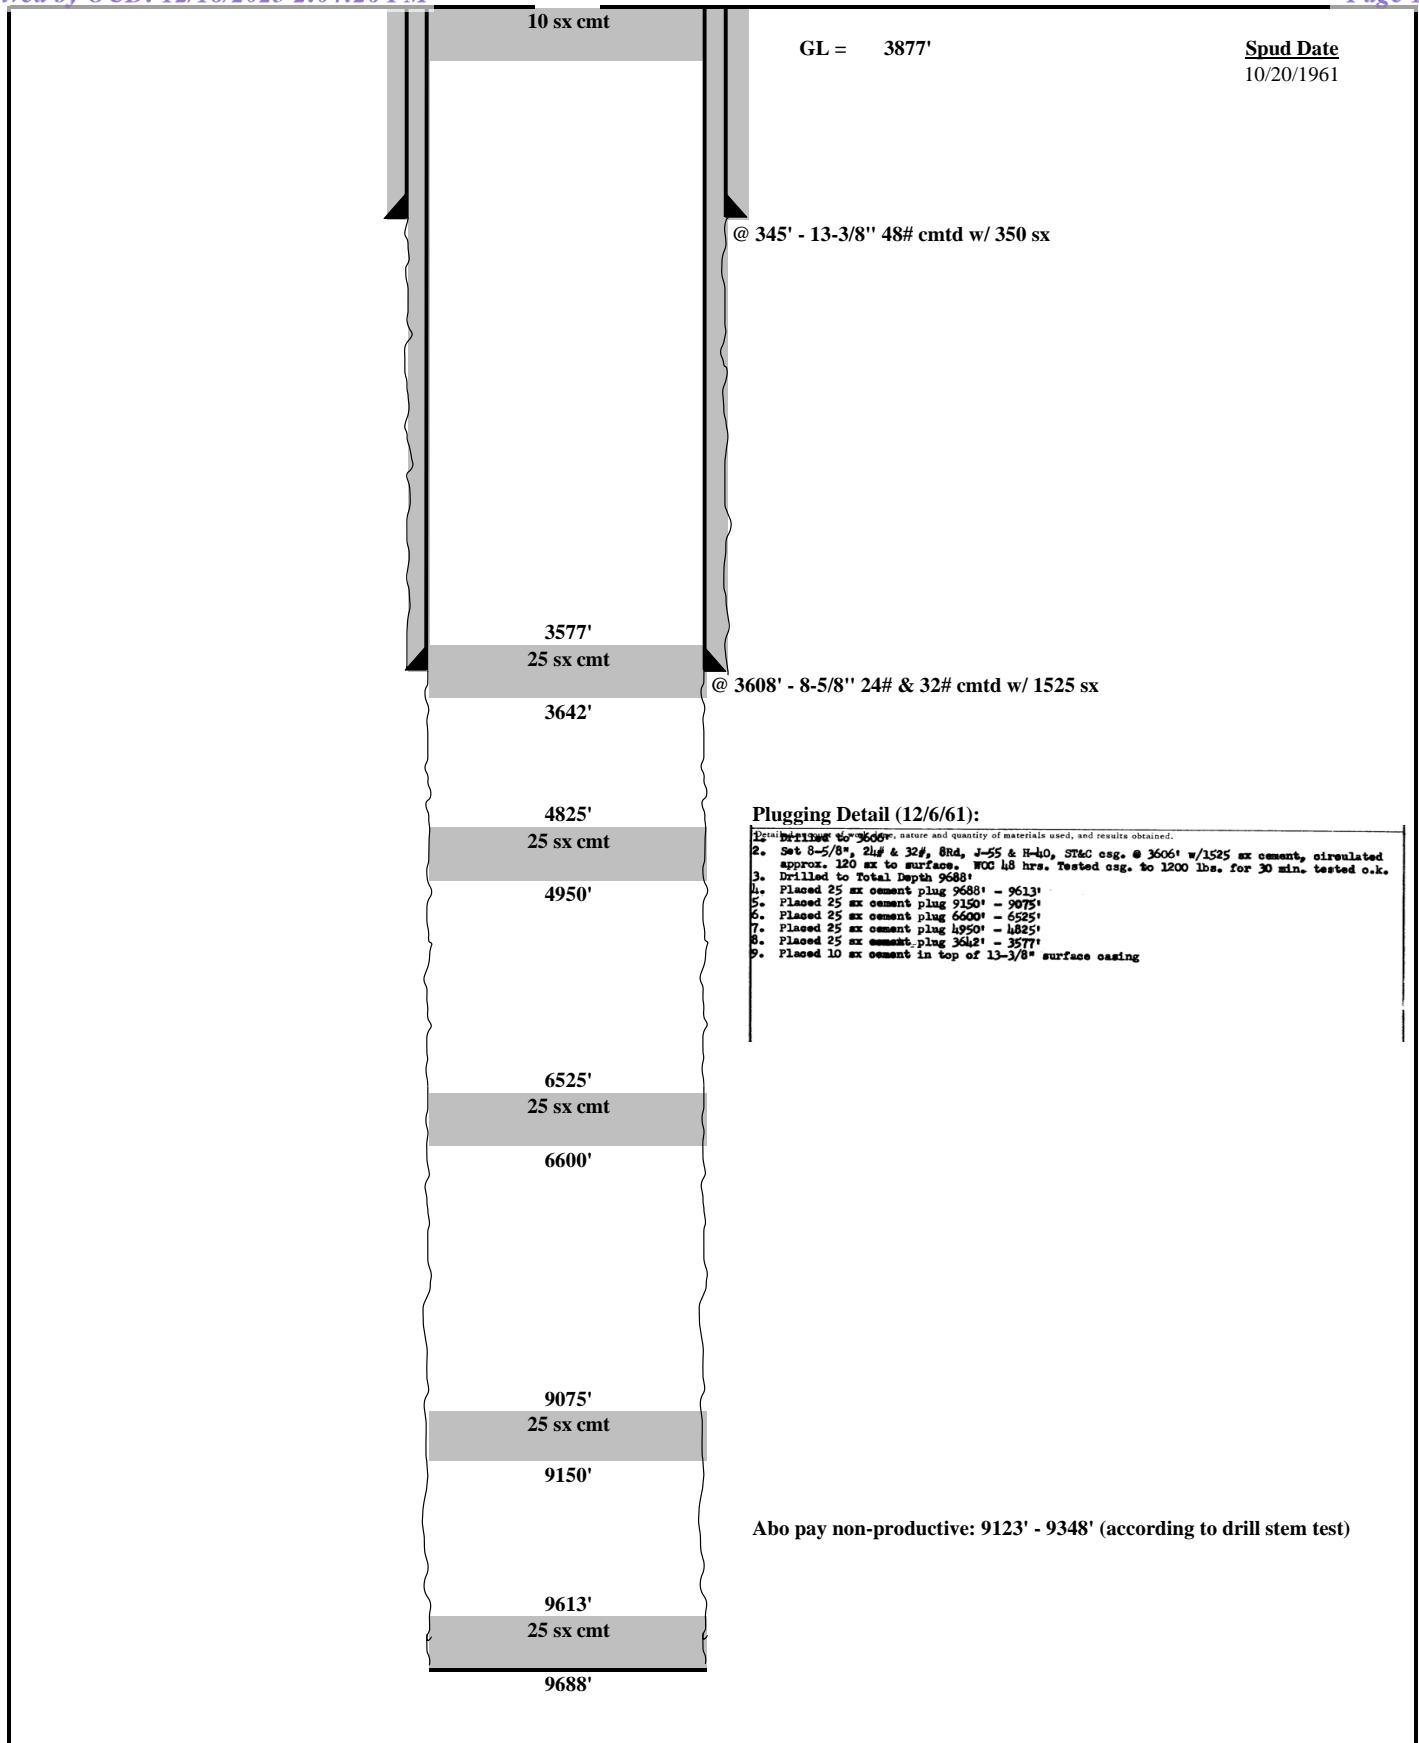 10 sx cmt
GL = 3877'
Spud Date
10/20/1961
@ 345' - 13-3/8" 48# cmtd w/ 350 sx
3577'
25 sx cmt
@ 3608' - 8-5/8" 24# & 32# cmtd w/ 1525 sx
3642'
4825'
25 sx cmt
4950'
Plugging Detail (12/6/61):
nature and quantity of materials used, and results obtained.
1. Drilled to 3606'
2. Set 8-5/8", 24# & 32#, 8Rd, J-55 & H-40, ST&C csg. @ 3606' w/1525 sx cement, circulated
approx. 120 sx to surface. WOC 48 hrs. Tested csg. to 1200 lbs. for 30 min. tested o.k.
3. Drilled to Total Depth 9688'
4. Placed 25 sx cement plug 9688' - 9613'
5. Placed 25 sx cement plug 9150' - 9075'
6. Placed 25 sx cement plug 6600' - 6525'
7. Placed 25 sx cement plug 4950' - 4825'
8. Placed 25 sx cement plug 3642' - 3577'
9. Placed 10 sx cement in top of 13-3/8" surface casing
6525'
25 sx cmt
6600'
9075'
25 sx cmt
9150'
Abo pay non-productive: 9123' - 9348' (according to drill stem test)
9613'
25 sx cmt
9688'